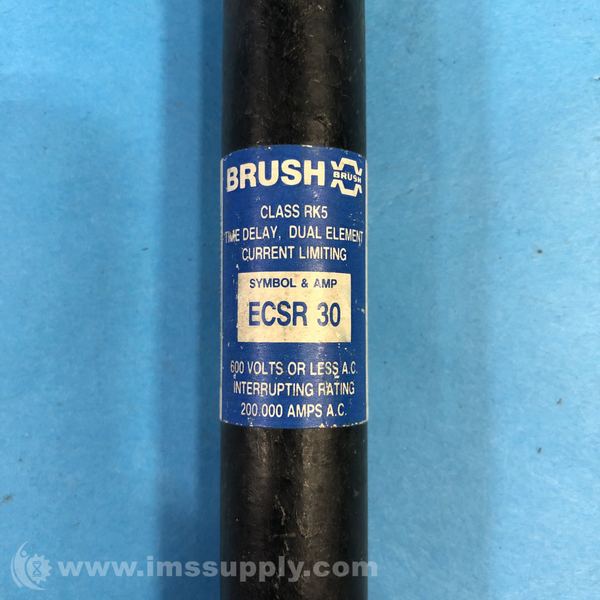 BRUSH BRUSH
CLASS RK5
TIME DELAY, DUAL ELEMENT
CURRENT LIMITING
SYMBOL & AMP
ECSR 30
600 VOLTS OR LESS A.C.
INTERRUPTING RATING
200.000 AMPS A.C.
www.imssupply.com